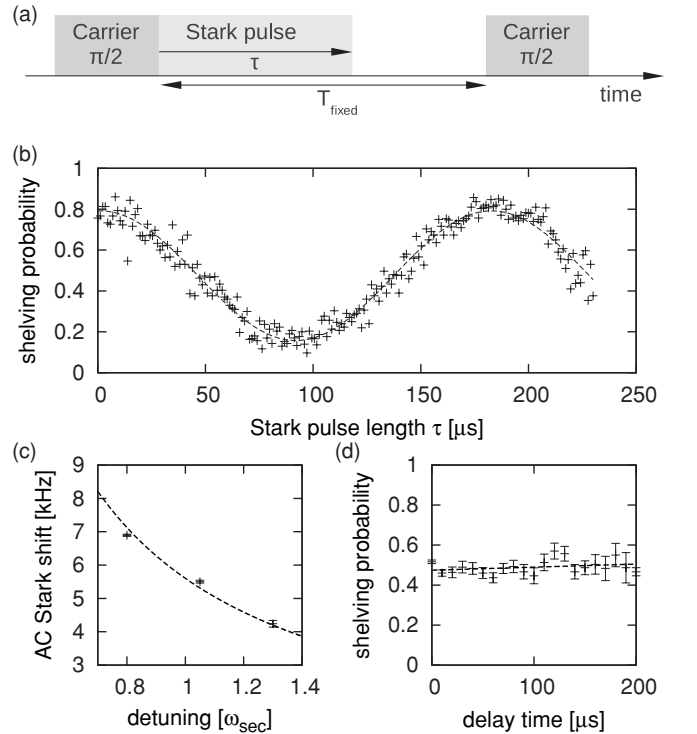 (a)
Carrier
π/2
Stark pulse
τ
Carrier
π/2
T_fixed
time
(b)
shelving probability
1
0.8
0.6
0.4
0.2
0
0 50 100 150 200 250
Stark pulse length τ [μs]
(c)
AC Stark shift [kHz]
9
8
7
6
5
4
3
0.8 1 1.2 1.4
detuning [ω_sec]
(d)
shelving probability
1
0.8
0.6
0.4
0.2
0
0 100 200
delay time [μs]